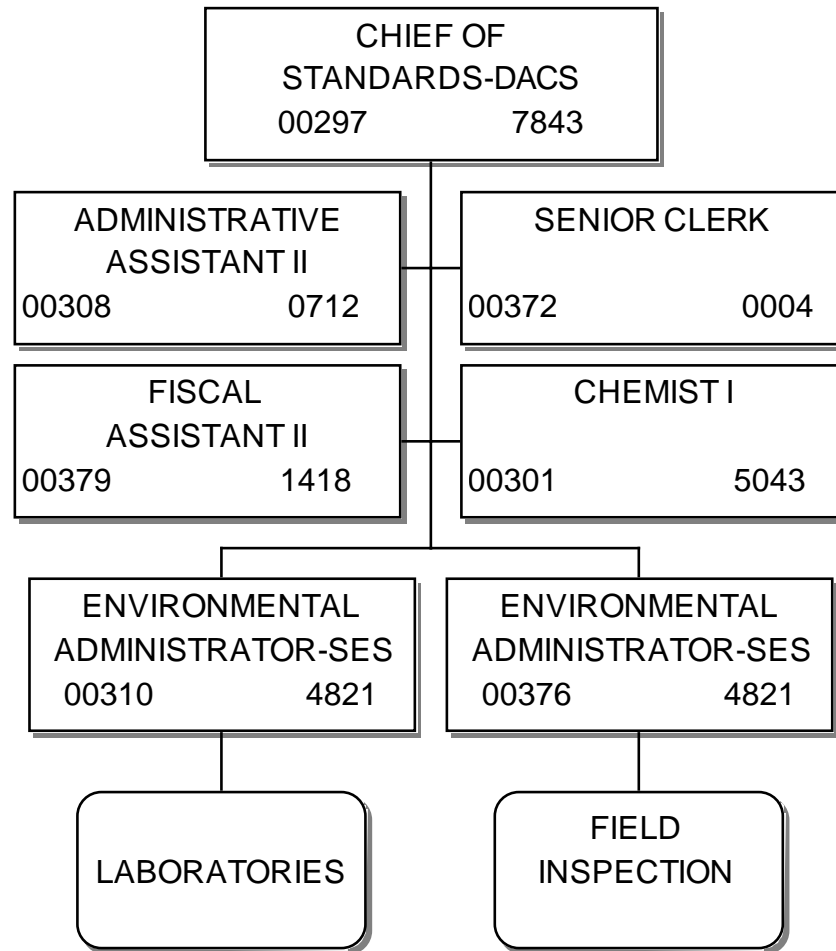 CHIEF OF
STANDARDS-DACS
00297 7843
ADMINISTRATIVE
ASSISTANT II
00308 0712
SENIOR CLERK
00372 0004
FISCAL
ASSISTANT II
00379 1418
CHEMIST I
00301 5043
ENVIRONMENTAL
ADMINISTRATOR-SES
00310 4821
ENVIRONMENTAL
ADMINISTRATOR-SES
00376 4821
LABORATORIES
FIELD
INSPECTION